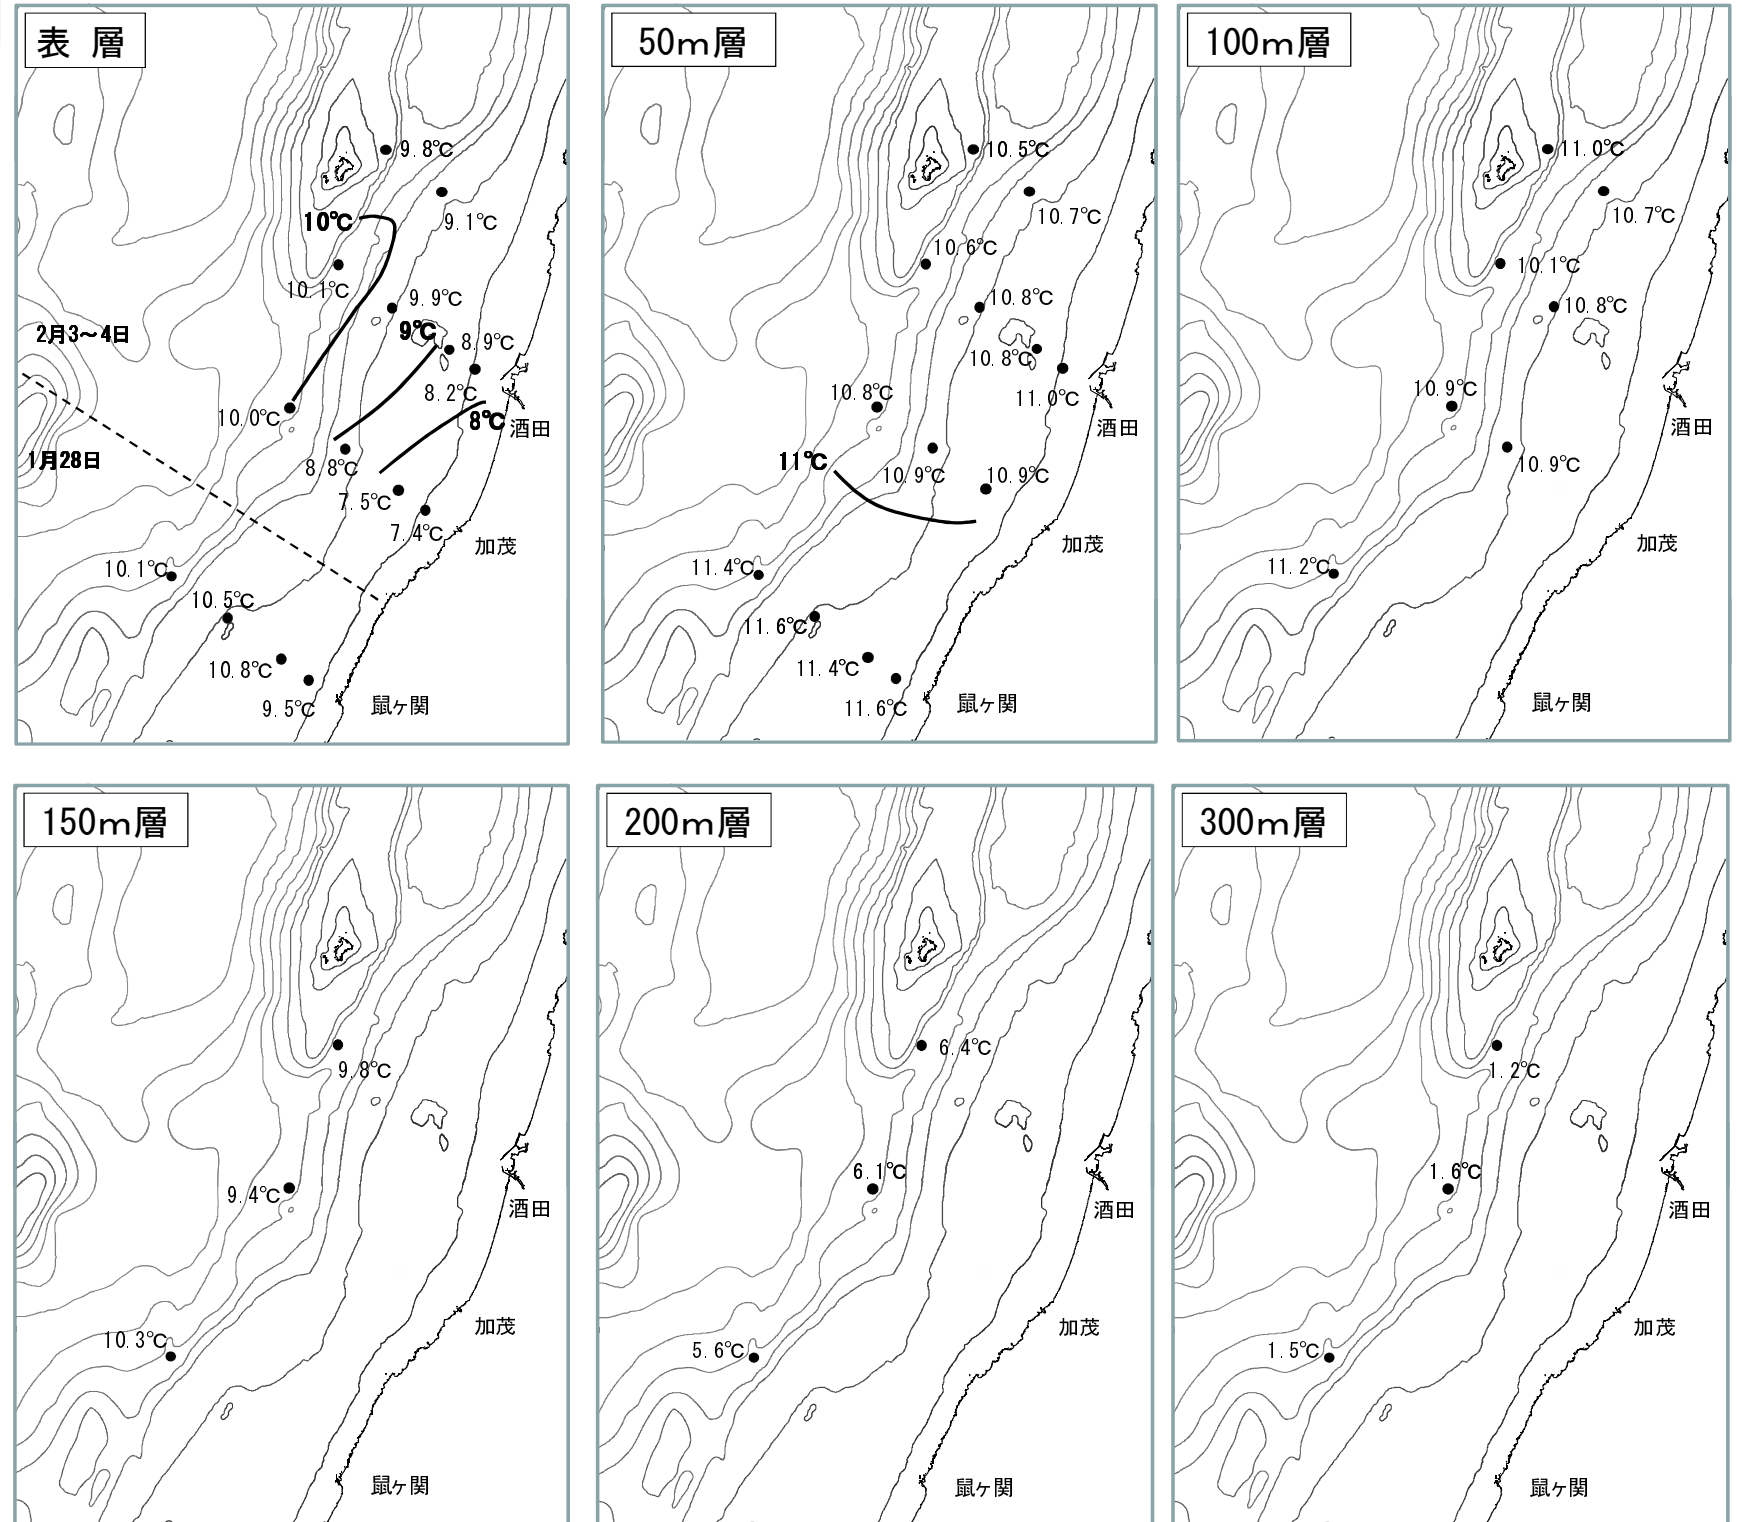 表 層
9.8℃
9.1℃
10℃
10.1℃
9.9℃
9℃
2月3～4日
8.9℃
8.2℃
10.0℃
8℃
酒田
1月28日
8.8℃
7.5℃
7.4℃
加茂
10.1℃
10.5℃
10.8℃
9.5℃
鼠ヶ関
50m層
10.5℃
10.7℃
10.6℃
10.8℃
10.8℃
10.8℃
11.0℃
酒田
11℃
10.9℃
10.9℃
加茂
11.4℃
11.6℃
11.4℃
11.6℃
鼠ヶ関
100m層
11.0℃
10.7℃
10.1℃
10.8℃
10.9℃
酒田
10.9℃
加茂
11.2℃
鼠ヶ関
150m層
9.8℃
9.4℃
酒田
加茂
10.3℃
鼠ヶ関
200m層
6.4℃
6.1℃
酒田
加茂
5.6℃
鼠ヶ関
300m層
1.2℃
1.6℃
酒田
加茂
1.5℃
鼠ヶ関